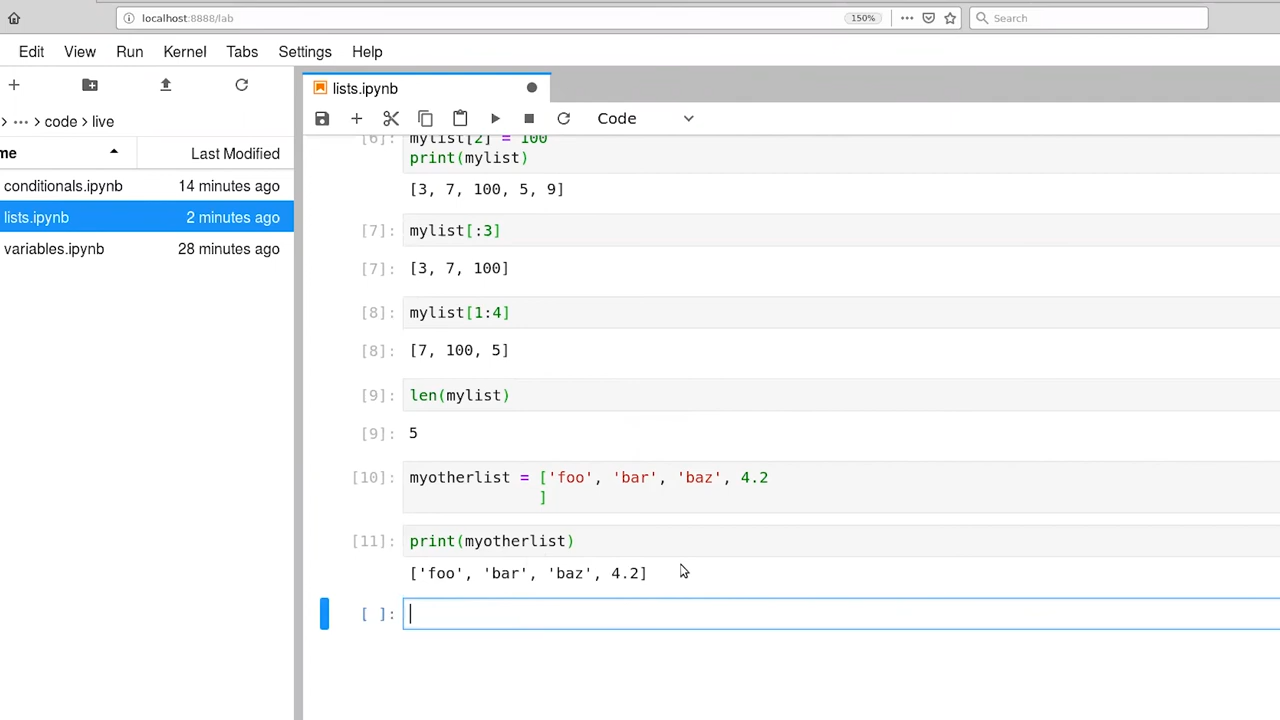 localhost:8888/lab
150%
Search
Edit View Run Kernel Tabs Settings Help
lists.ipynb
code live
Code
me Last Modified
conditionals.ipynb 14 minutes ago
lists.ipynb 2 minutes ago
variables.ipynb 28 minutes ago
[6]: mylist[2] = 100
print(mylist)
[3, 7, 100, 5, 9]
[7]: mylist[:3]
[7]: [3, 7, 100]
[8]: mylist[1:4]
[8]: [7, 100, 5]
[9]: len(mylist)
[9]: 5
[10]: myotherlist = ['foo', 'bar', 'baz', 4.2
]
[11]: print(myotherlist)
['foo', 'bar', 'baz', 4.2]
[ ]: